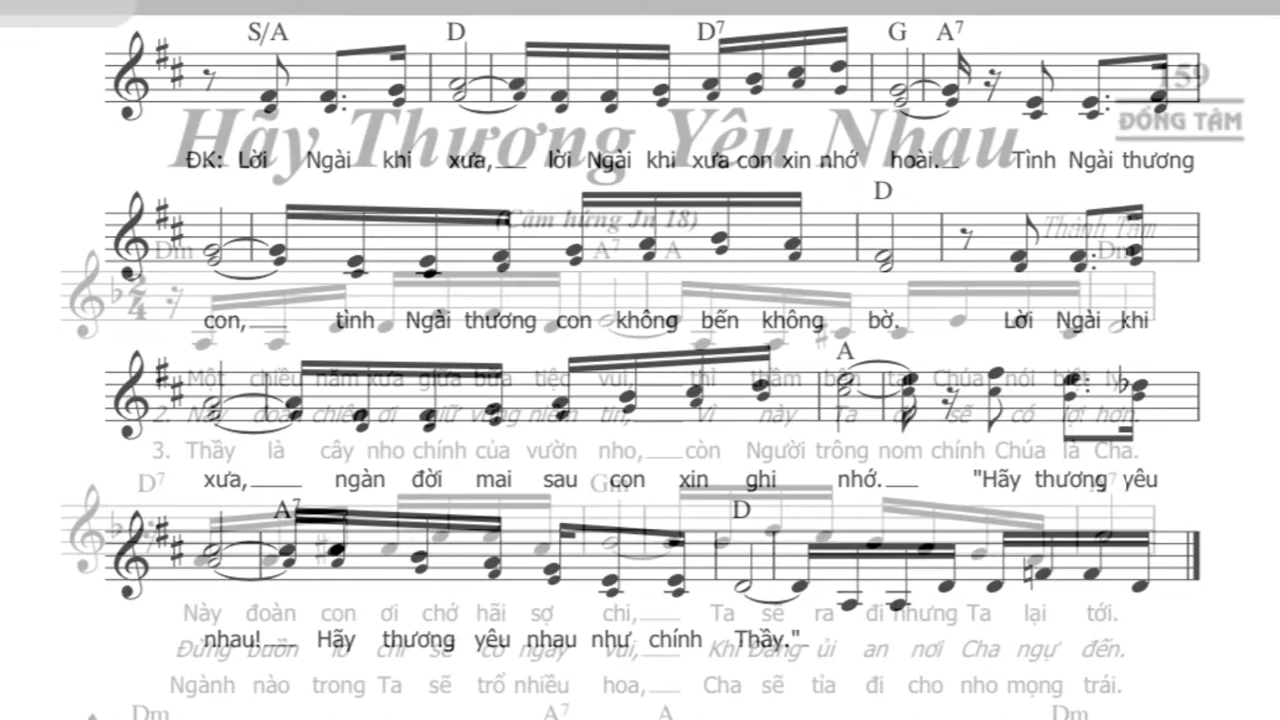 S/A D D7 G A7
159
ĐỒNG TÂM
Hãy Thương Yêu Nhau
ĐK: Lời Ngài khi xưa, lời Ngài khi xưa con xin nhớ hoài. Tình Ngài thương
D
(Cảm hứng Jn 18)
Thành Tâm
Dm A7 A Dm
2
4
con, tình Ngài thương con không bến không bờ. Lời Ngài khi
A
Một chiều năm xưa giữa bữa tiệc vui, thì thầm bên tai Chúa nói biệt ly.
2. Này đoàn chiên ơi giữ vững niềm tin, Vì này Ta đi sẽ có lợi hơn.
3. Thầy là cây nho chính của vườn nho, còn Người trông nom chính Chúa là Cha.
xưa, ngàn đời mai sau con xin ghi nhớ. "Hãy thương yêu
D7 Gm
A7 D
Này đoàn con ơi chớ hãi sợ chi, Ta sẽ ra đi nhưng Ta lại tới.
nhau! Hãy thương yêu nhau như chính Thầy."
Đừng buồn lo chi sẽ có ngày vui, Khi Đấng ủi an nơi Cha ngự đến.
Ngành nào trong Ta sẽ trổ nhiều hoa, Cha sẽ tỉa đi cho nho mọng trái.
Dm A7 A Dm